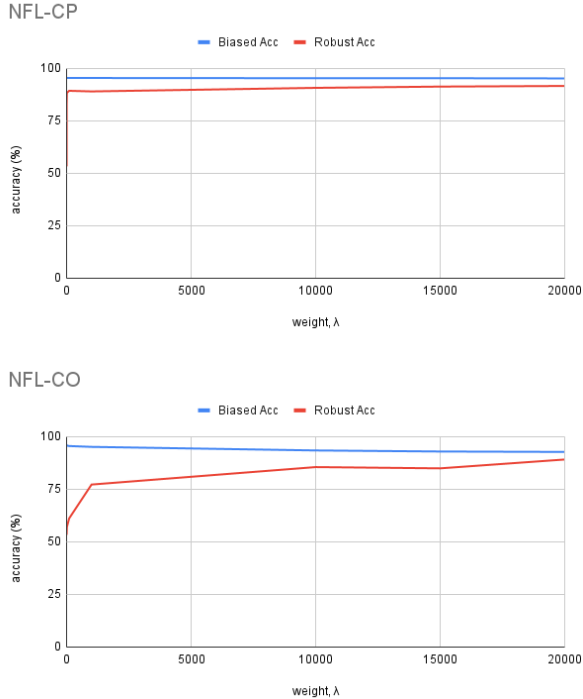 NFL-CP
Biased Acc Robust Acc
100
75
50
25
0
accuracy (%)
0 5000 10000 15000 20000
weight, λ
NFL-CO
Biased Acc Robust Acc
100
75
50
25
0
accuracy (%)
0 5000 10000 15000 20000
weight, λ